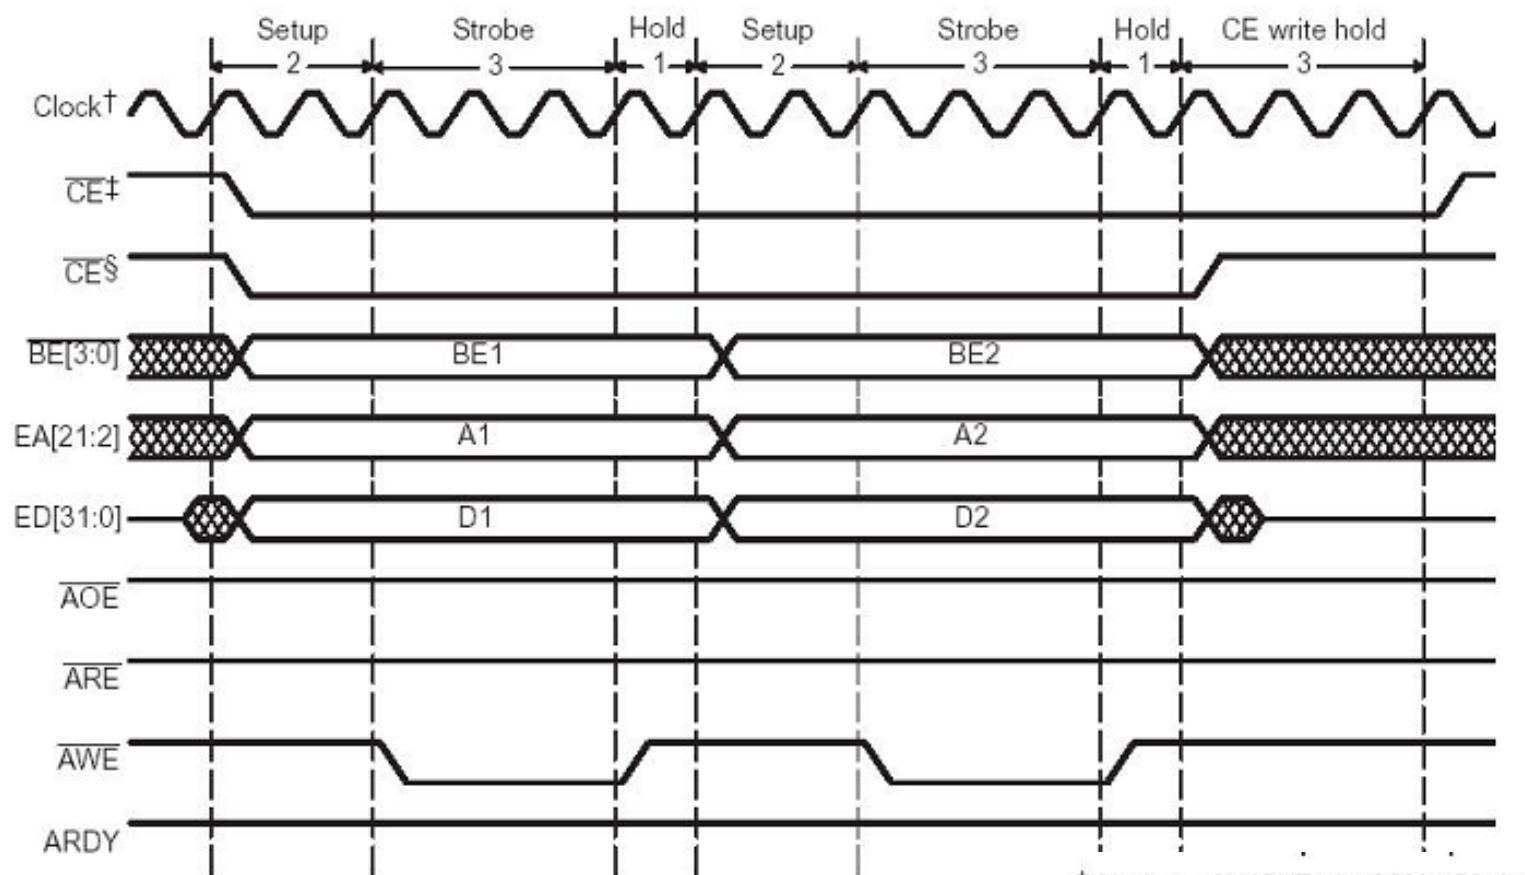 Setup Strobe Hold Setup Strobe Hold CE write hold
2 3 1 2 3 1 3
Clock†
CE‡
CE§
BE[3:0] BE1 BE2
EA[21:2] A1 A2
ED[31:0] D1 D2
AOE
ARE
AWE
ARDY